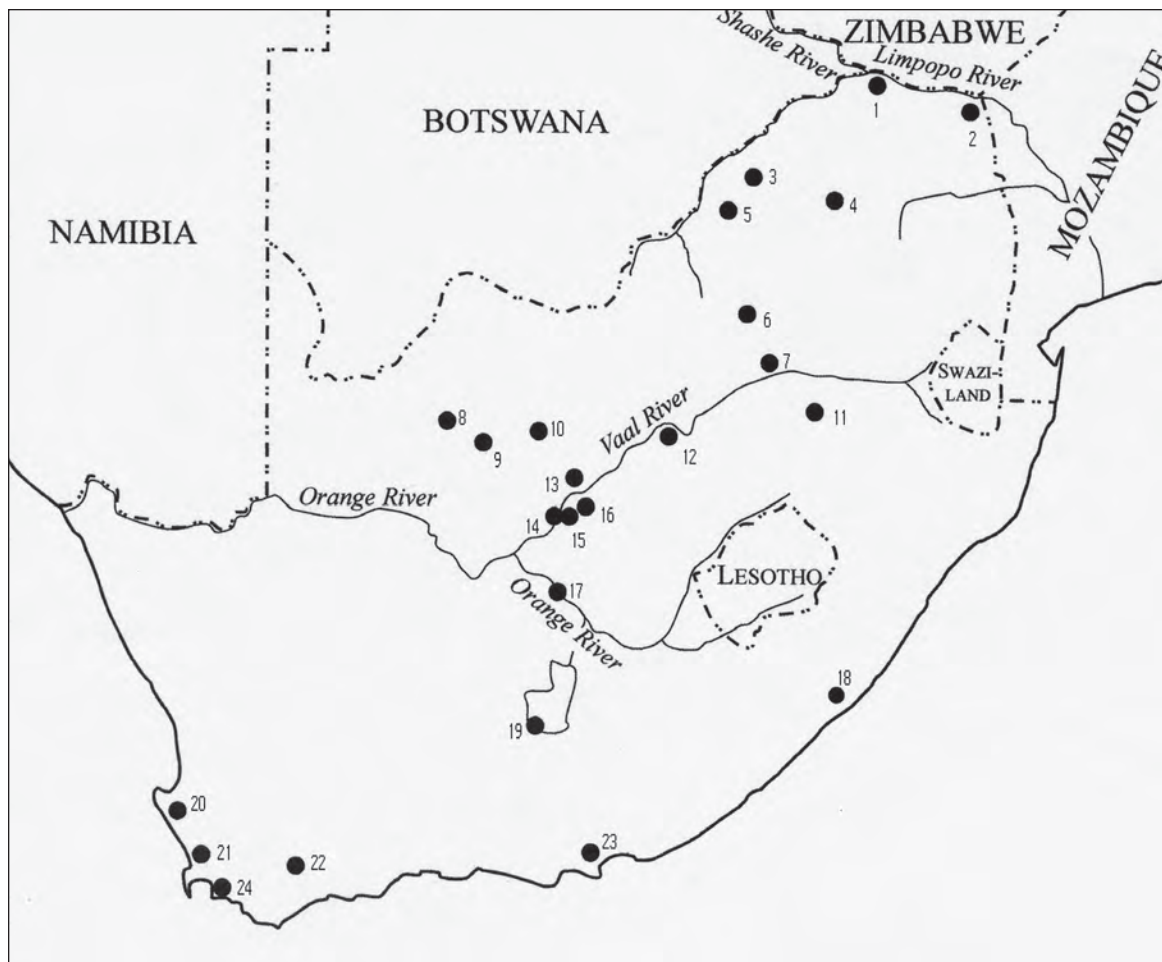 ZIMBABWE
Shashe River
Limpopo River
BOTSWANA
MOZAMBIQUE
NAMIBIA
1
2
3
4
5
6
7
SWAZI-
LAND
8
9
10
Vaal River
11
12
Orange River
13
14
15
16
LESOTHO
17
Orange River
18
19
20
21
22
23
24